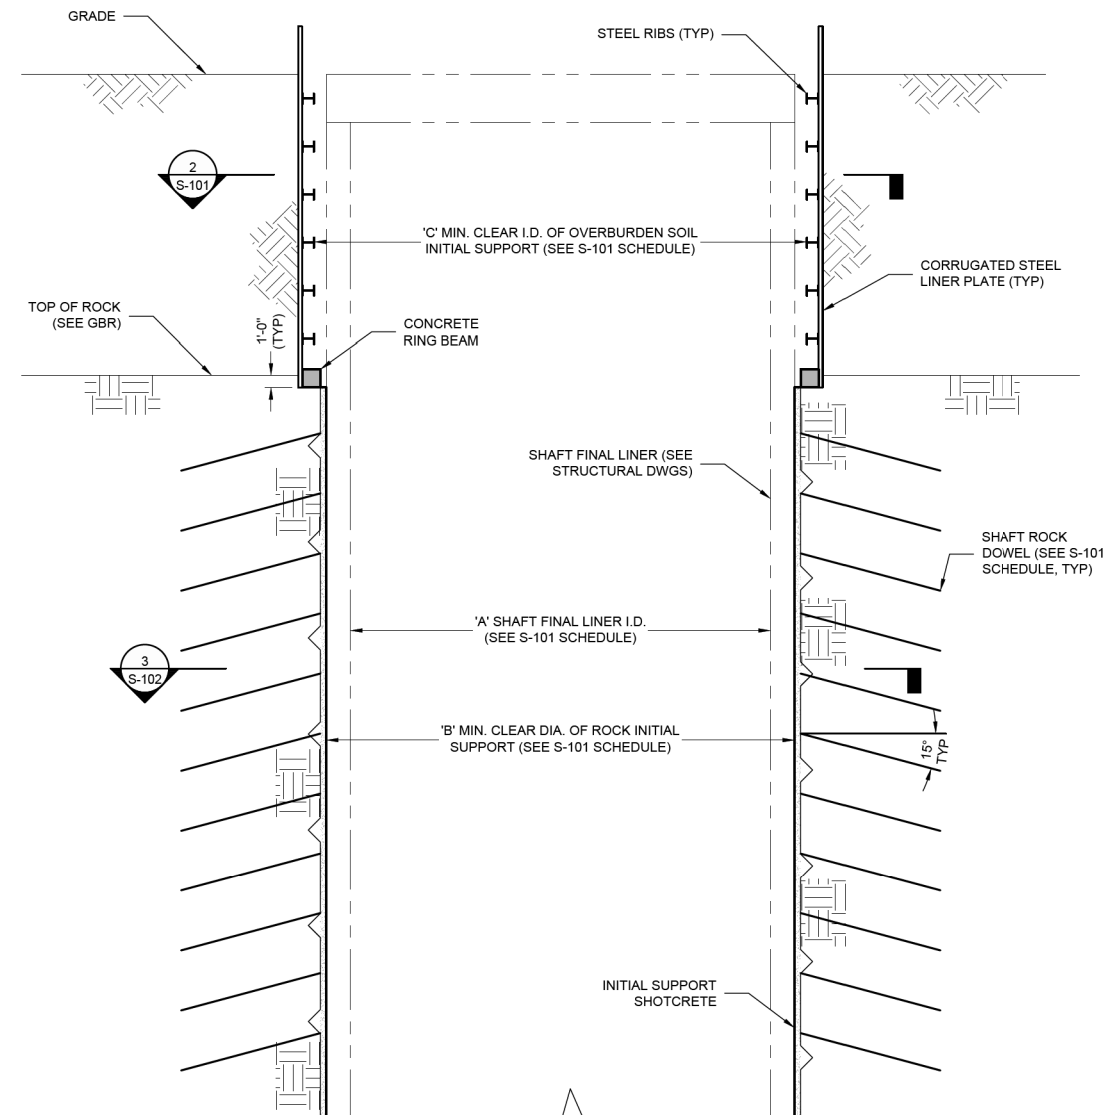 GRADE
STEEL RIBS (TYP)
2
S-101
'C' MIN. CLEAR I.D. OF OVERBURDEN SOIL
INITIAL SUPPORT (SEE S-101 SCHEDULE)
CORRUGATED STEEL
LINER PLATE (TYP)
TOP OF ROCK
(SEE GBR)
1'-0"
(TYP)
CONCRETE
RING BEAM
SHAFT FINAL LINER (SEE
STRUCTURAL DWGS)
SHAFT ROCK
DOWEL (SEE S-101
SCHEDULE, TYP)
'A' SHAFT FINAL LINER I.D.
(SEE S-101 SCHEDULE)
3
S-102
'B' MIN. CLEAR DIA. OF ROCK INITIAL
SUPPORT (SEE S-101 SCHEDULE)
15°
TYP
INITIAL SUPPORT
SHOTCRETE